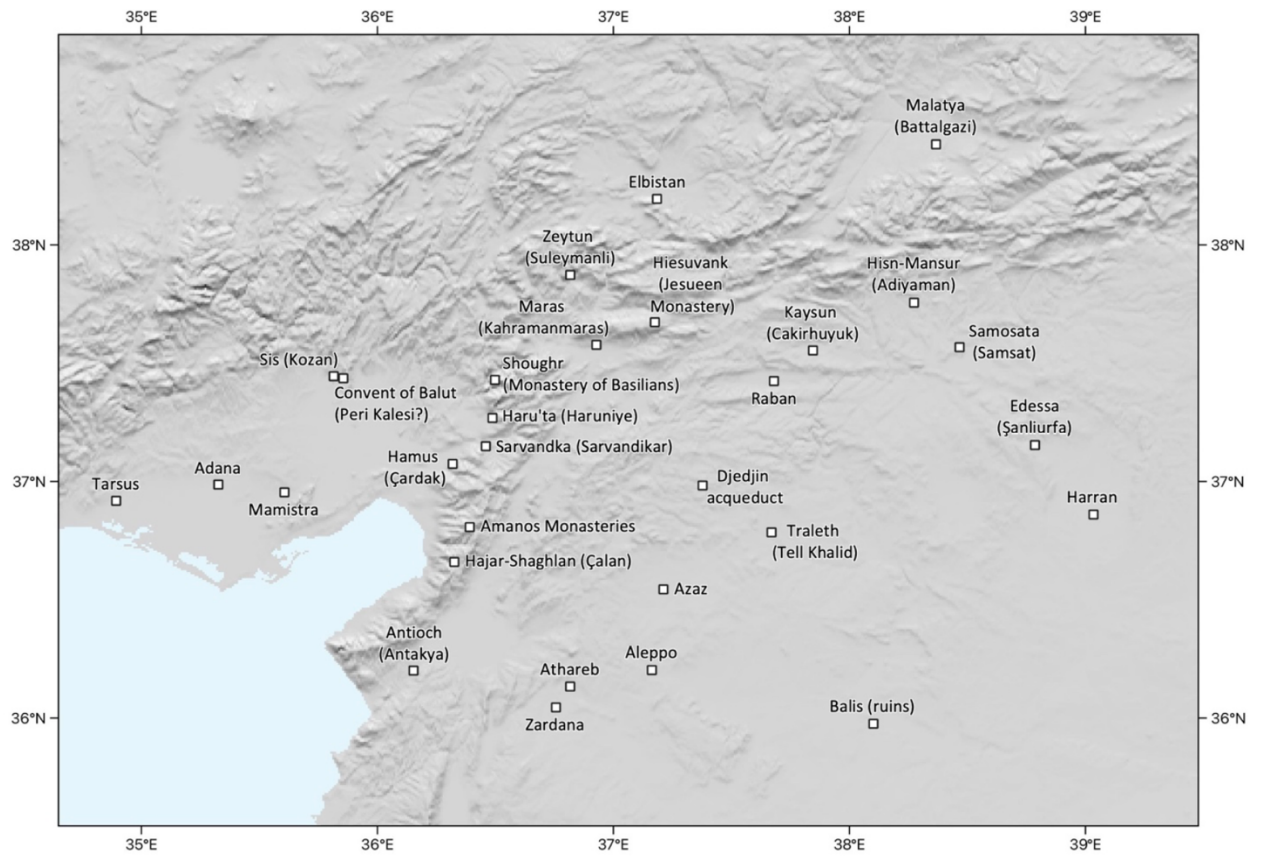 35°E 36°E 37°E 38°E 39°E
Malatya
(Battalgazi)
Elbistan
38°N
Zeytun
(Suleymanli)
Hiesuvank
(Jesueen
Monastery)
Hisn-Mansur
(Adiyaman)
38°N
Maras
(Kahramanmaras)
Kaysun
(Cakirhuyuk)
Samosata
(Samsat)
Sis (Kozan)
Convent of Balut
(Peri Kalesi?)
Shoughr
(Monastery of Basilians)
Raban
Haru'ta (Haruniye)
Edessa
(Şanliurfa)
Sarvandka (Sarvandikar)
Hamus
(Çardak)
37°N
Tarsus
Adana
Mamistra
Djedjin
acqueduct
Harran
37°N
Amanos Monasteries
Traleth
(Tell Khalid)
Hajar-Shaghlan (Çalan)
Azaz
Antioch
(Antakya)
Athareb
Aleppo
36°N
Zardana
Balis (ruins)
36°N
35°E 36°E 37°E 38°E 39°E